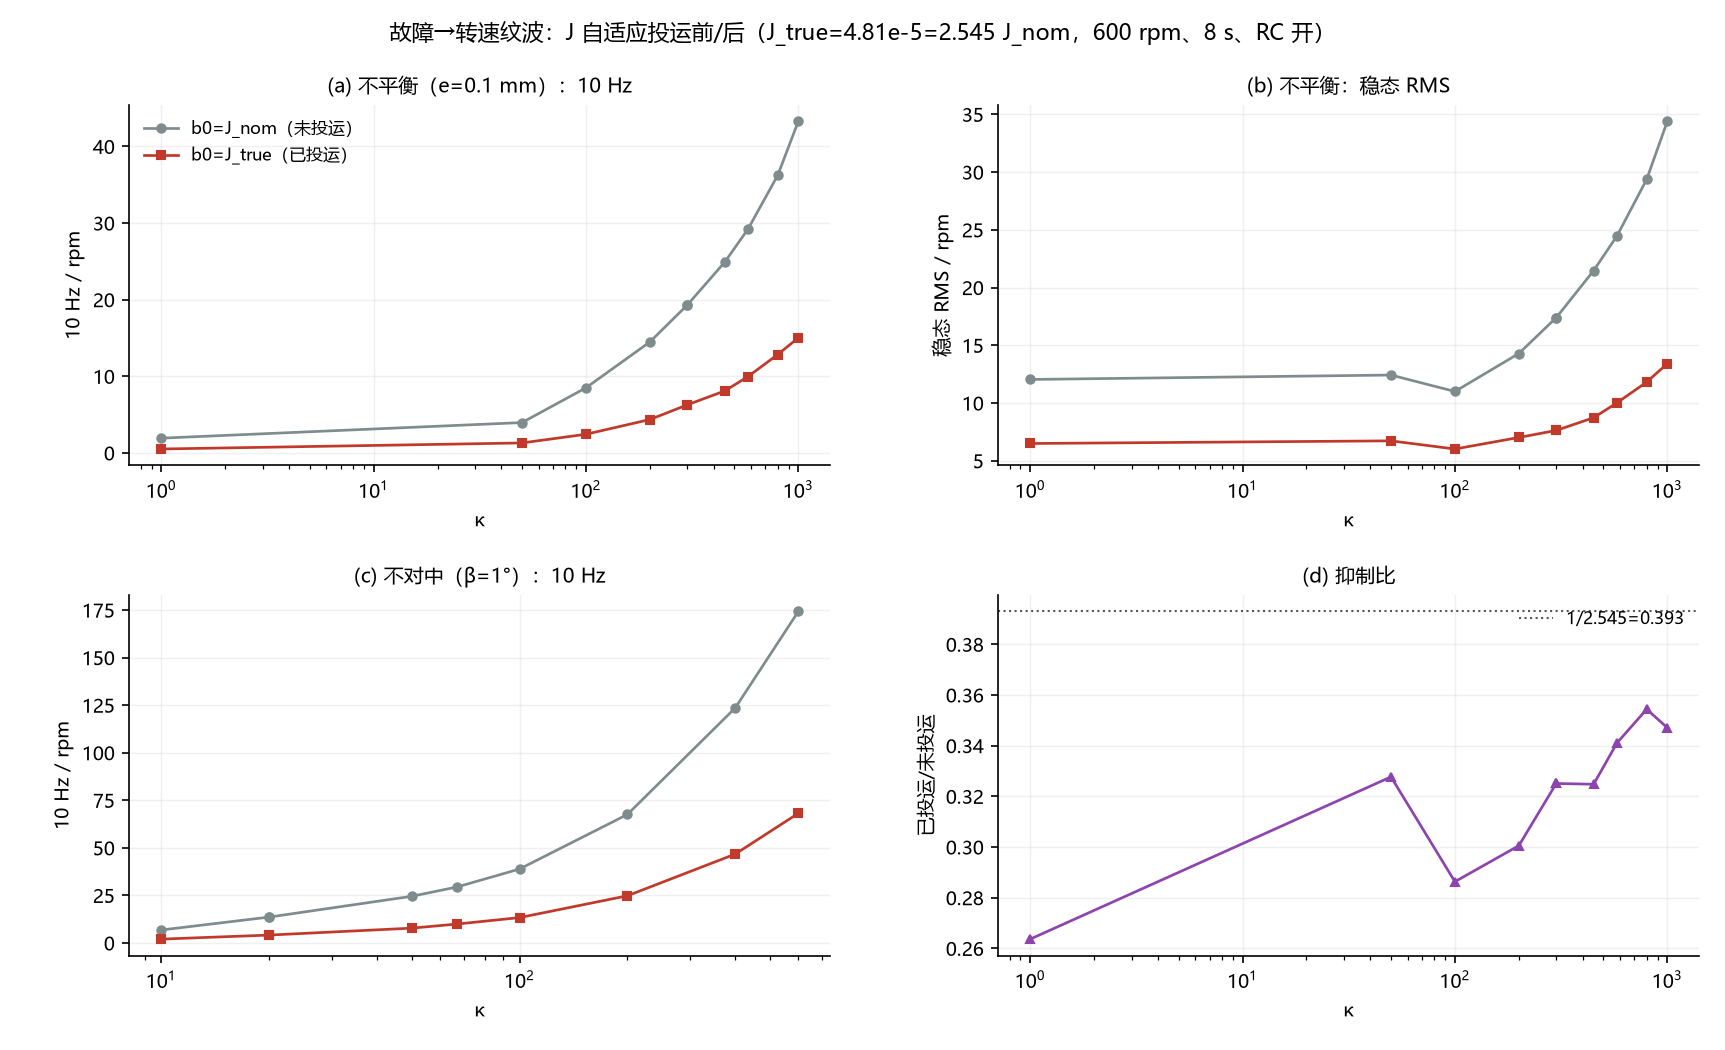 故障→转速纹波：J 自适应投运前/后（J_true=4.81e-5=2.545 J_nom，600 rpm、8 s、RC 开）
(a) 不平衡（e=0.1 mm）：10 Hz
b0=J_nom（未投运）
b0=J_true（已投运）
10 Hz / rpm
40
30
20
10
0
10⁰
10¹
10²
10³
κ
(b) 不平衡：稳态 RMS
稳态 RMS / rpm
35
30
25
20
15
10
5
10⁰
10¹
10²
10³
κ
(c) 不对中（β=1°）：10 Hz
10 Hz / rpm
175
150
125
100
75
50
25
0
10¹
10²
κ
(d) 抑制比
1/2.545=0.393
已投运/未投运
0.38
0.36
0.34
0.32
0.30
0.28
0.26
10⁰
10¹
10²
10³
κ